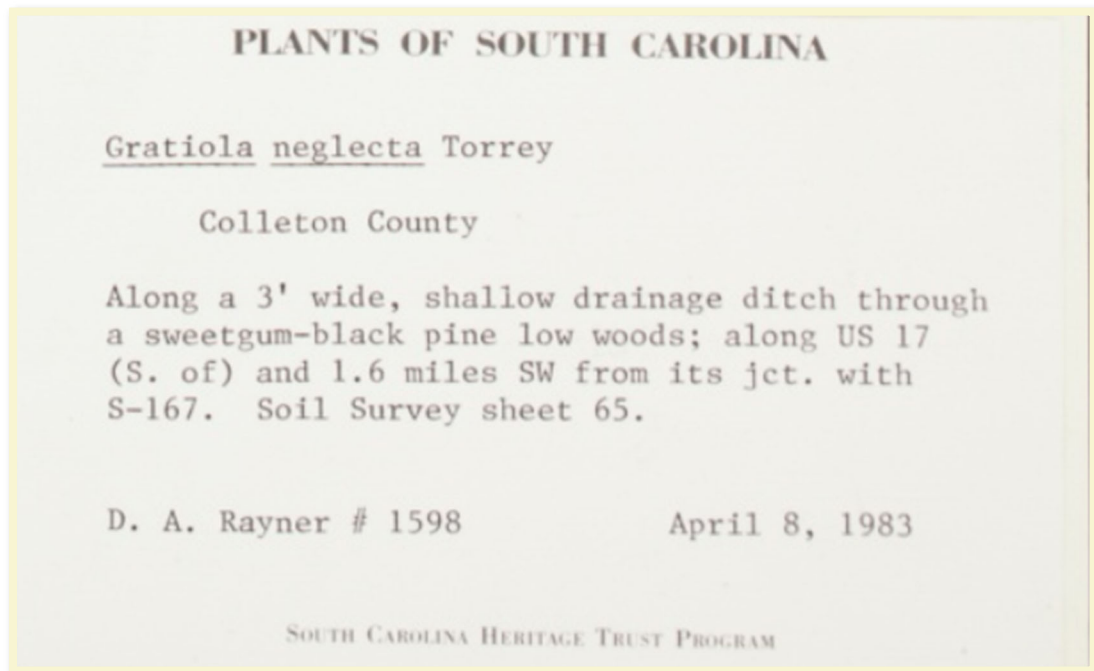 PLANTS OF SOUTH CAROLINA
Gratiola neglecta Torrey
Colleton County
Along a 3' wide, shallow drainage ditch through
a sweetgum-black pine low woods; along US 17
(S. of) and 1.6 miles SW from its jct. with
S-167. Soil Survey sheet 65.
D. A. Rayner # 1598 April 8, 1983
SOUTH CAROLINA HERITAGE TRUST PROGRAM